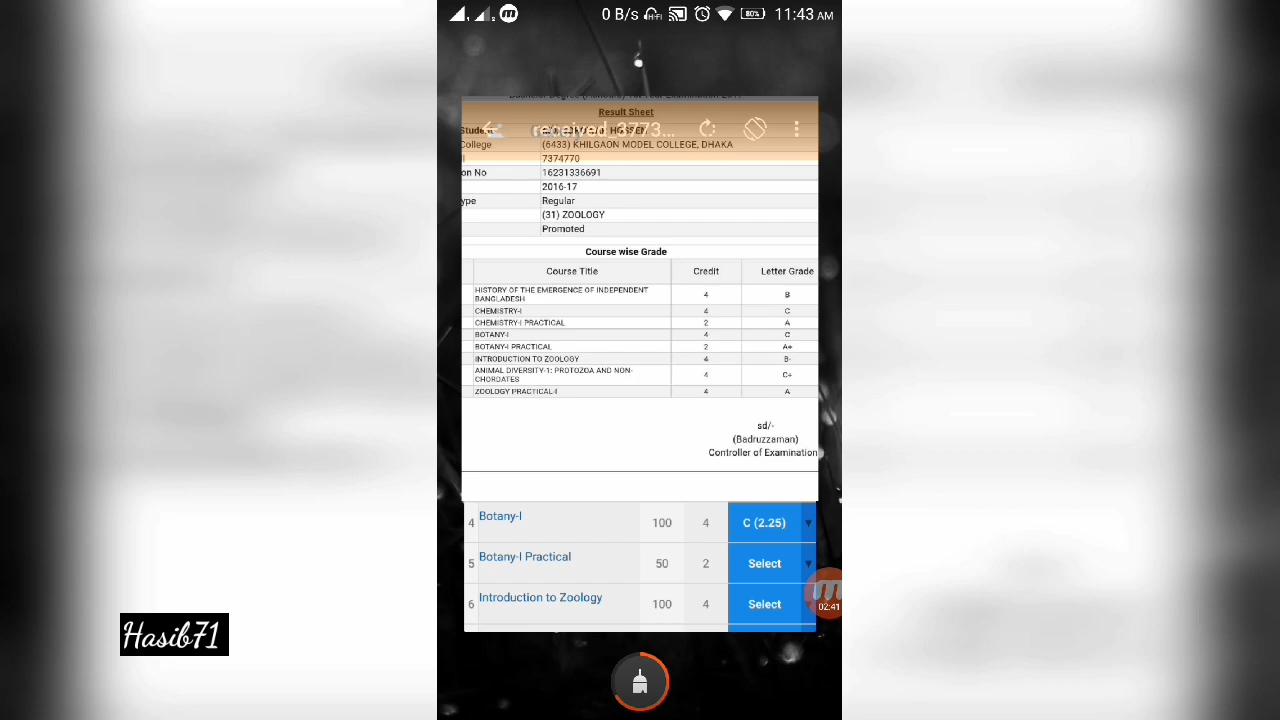 0 B/s HiFi 80% 11:43 AM
Result Sheet
Student HOSSEN
received_3773...
College (6433) KHILGAON MODEL COLLEGE, DHAKA
7374770
on No 16231336691
2016-17
ype Regular
(31) ZOOLOGY
Promoted
Course wise Grade
Course Title Credit Letter Grade
HISTORY OF THE EMERGENCE OF INDEPENDENT
BANGLADESH 4 B
CHEMISTRY-I 4 C
CHEMISTRY-I PRACTICAL 2 A
BOTANY-I 4 C
BOTANY-I PRACTICAL 2 A+
INTRODUCTION TO ZOOLOGY 4 B-
ANIMAL DIVERSITY-1: PROTOZOA AND NON-
CHORDATES 4 C+
ZOOLOGY PRACTICAL-I 4 A
sd/-
(Badruzzaman)
Controller of Examination
4 Botany-I 100 4 C (2.25)
5 Botany-I Practical 50 2 Select
6 Introduction to Zoology 100 4 Select
02:41
Hasib71